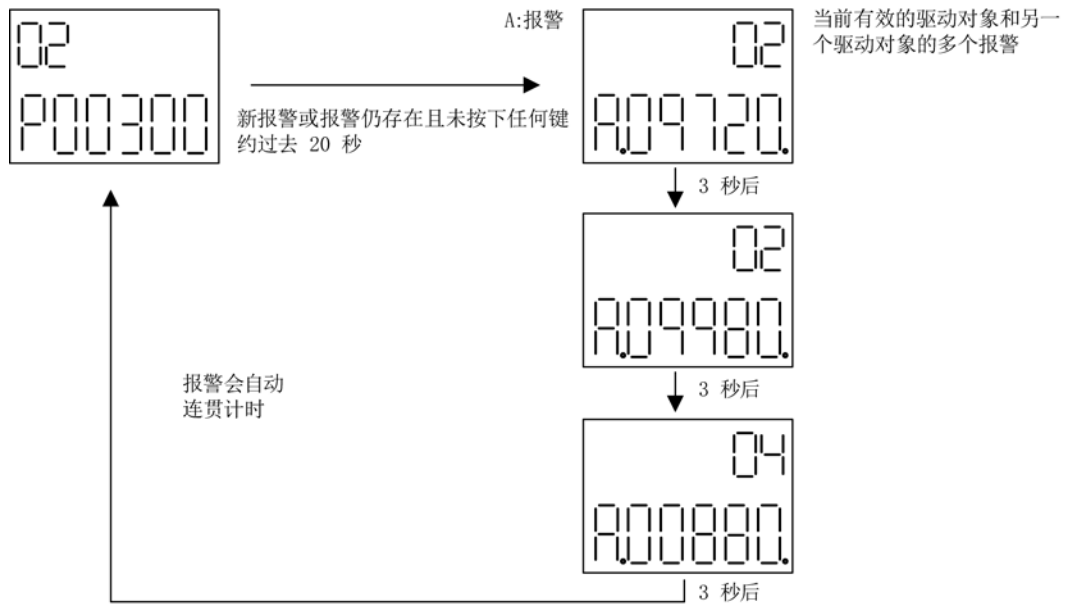 02
P00300
A:报警
02
A.09720.
当前有效的驱动对象和另一
个驱动对象的多个报警
新报警或报警仍存在且未按下任何键
约过去 20 秒
3 秒后
02
A.09980.
3 秒后
报警会自动
连贯计时
04
A.00880.
3 秒后